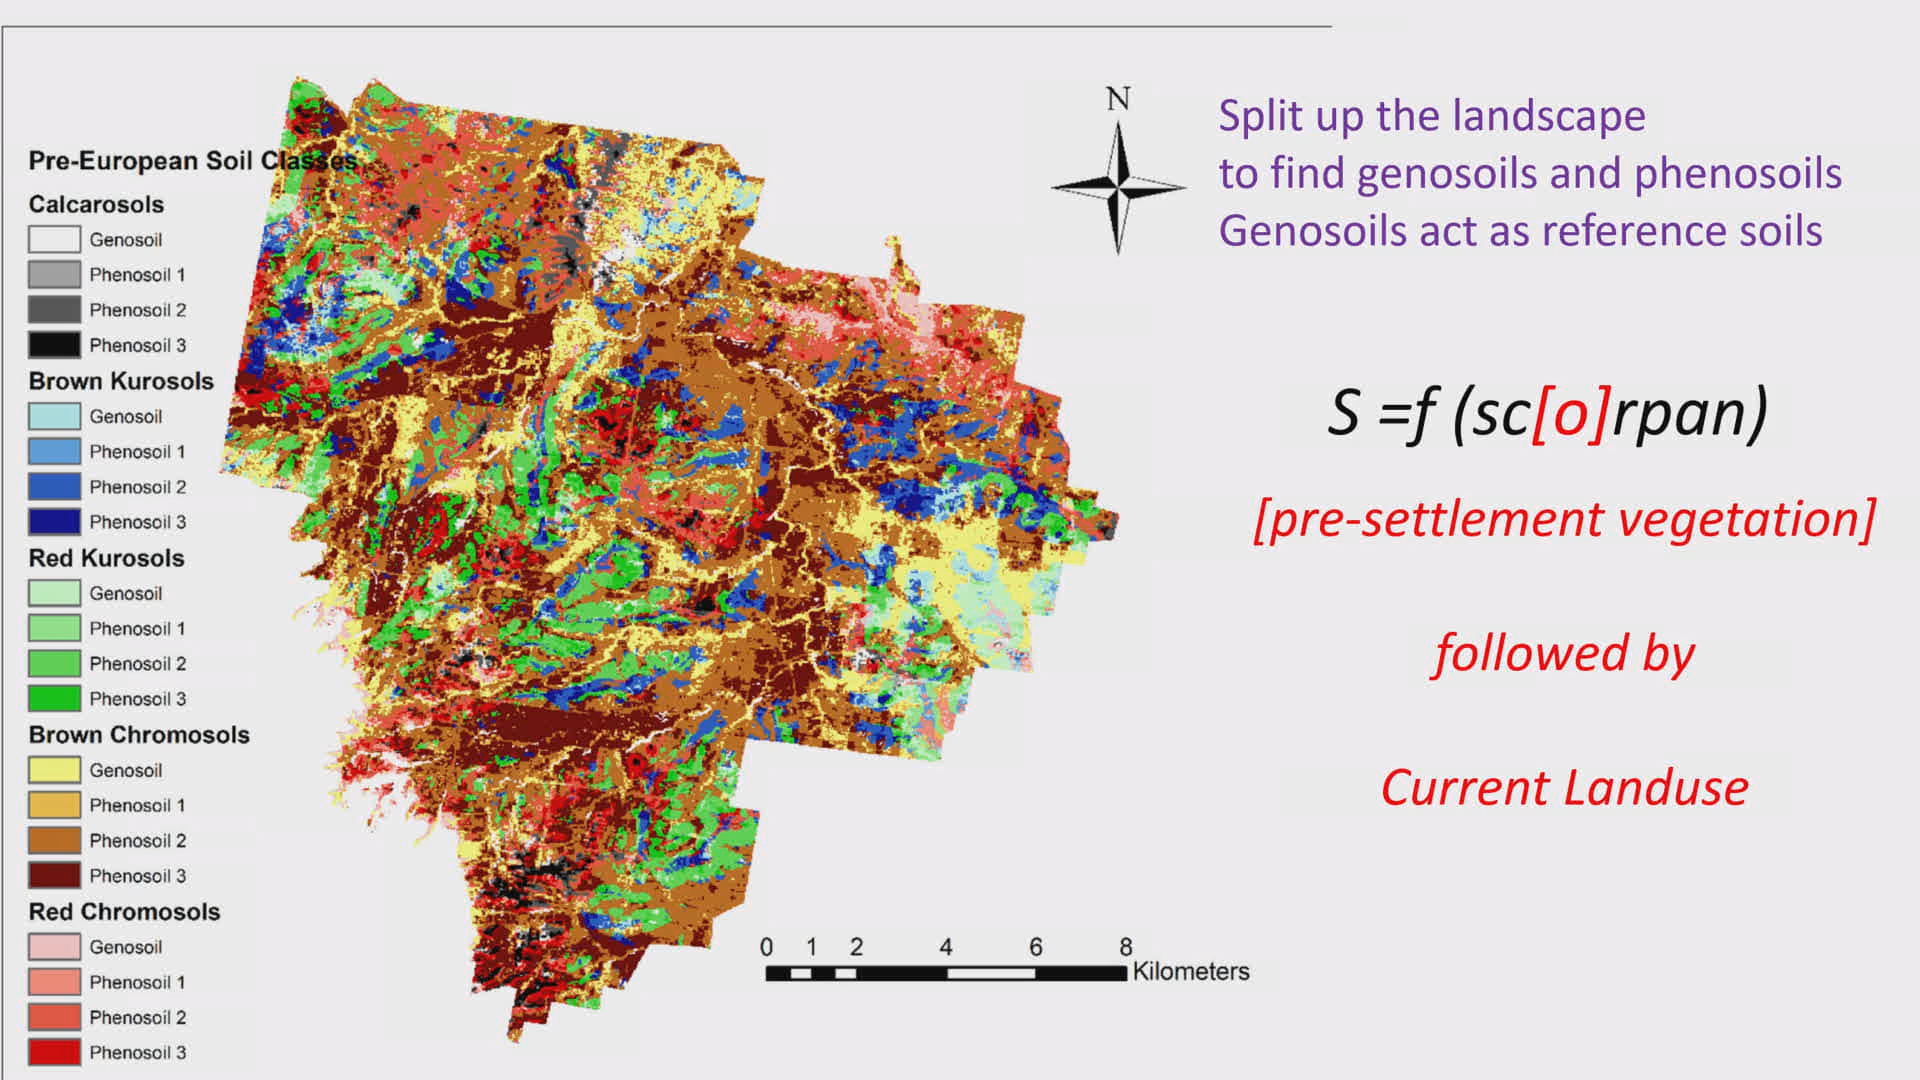 Pre-European Soil Classes
Calcarosols
Genosoil
Phenosoil 1
Phenosoil 2
Phenosoil 3
Brown Kurosols
Genosoil
Phenosoil 1
Phenosoil 2
Phenosoil 3
Red Kurosols
Genosoil
Phenosoil 1
Phenosoil 2
Phenosoil 3
Brown Chromosols
Genosoil
Phenosoil 1
Phenosoil 2
Phenosoil 3
Red Chromosols
Genosoil
Phenosoil 1
Phenosoil 2
Phenosoil 3
N
0 1 2 4 6 8
Kilometers
Split up the landscape
to find genosoils and phenosoils
Genosoils act as reference soils
S =f (sc[o]rpan)
[pre-settlement vegetation]
followed by
Current Landuse